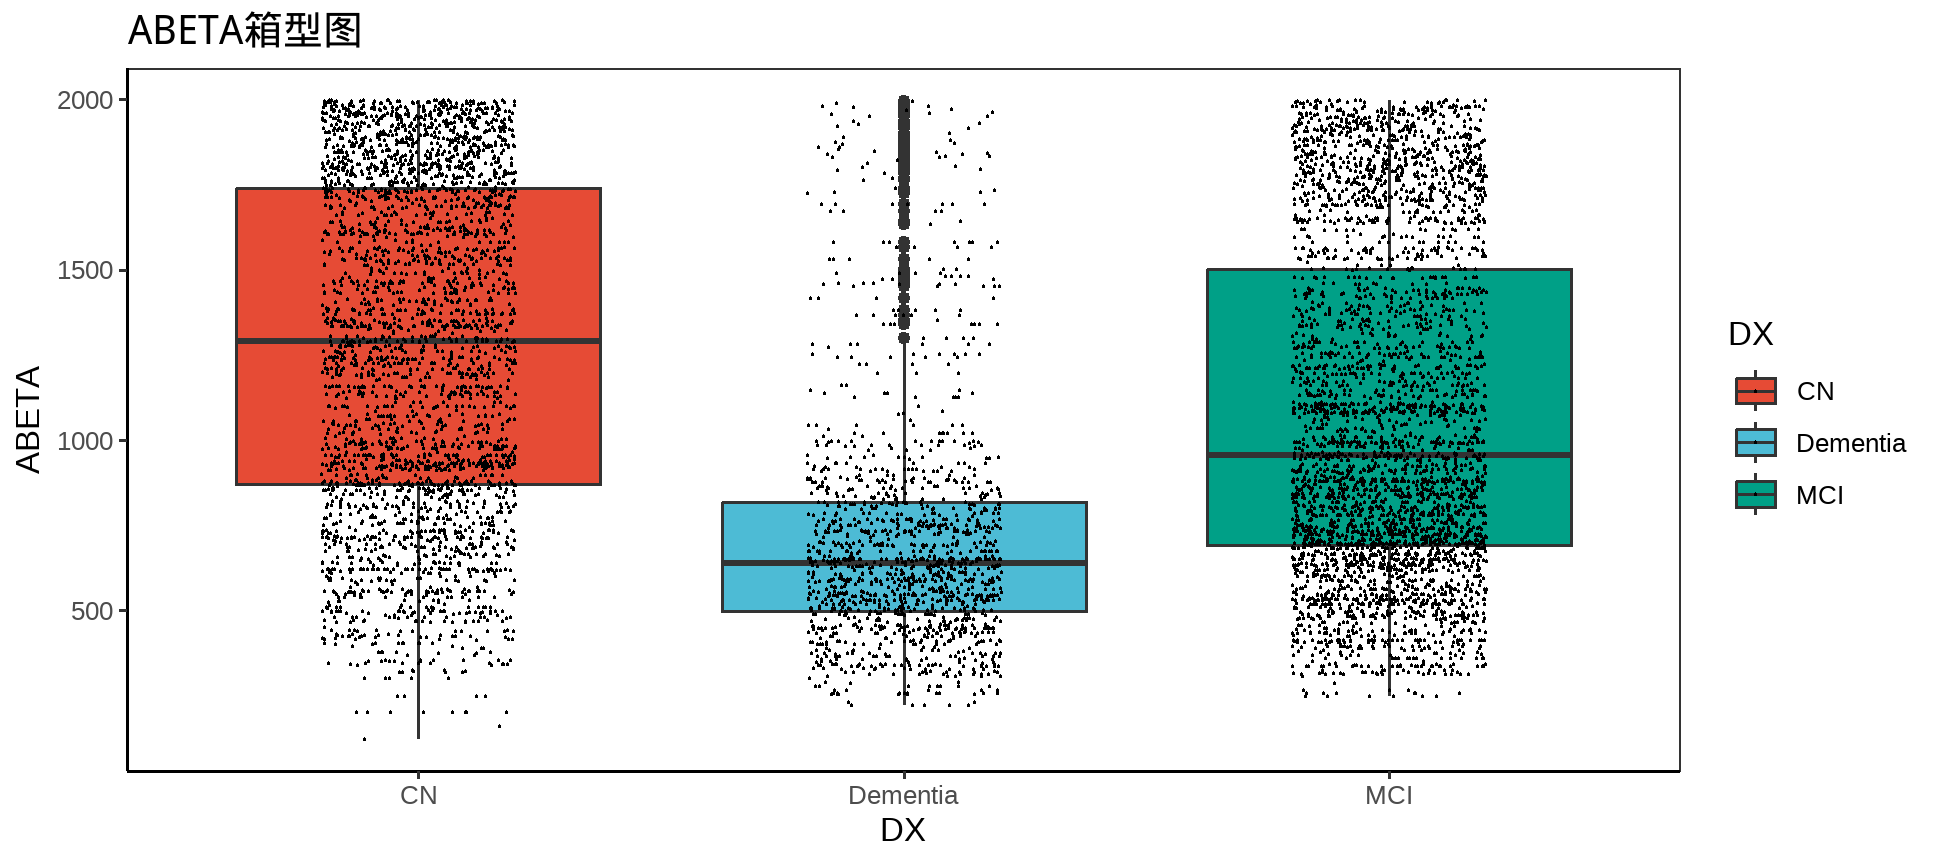 ABETA箱型图
ABETA
2000
1500
1000
500
CN
Dementia
MCI
DX
DX
CN
Dementia
MCI